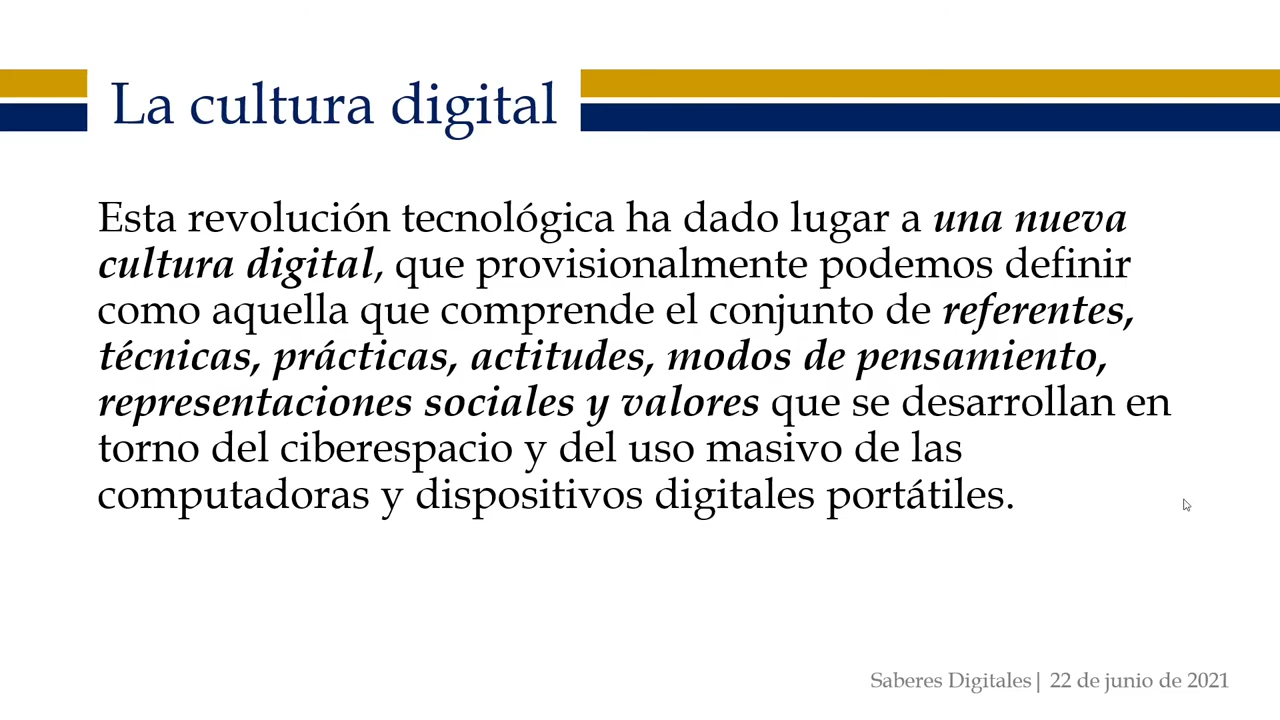 La cultura digital
Esta revolución tecnológica ha dado lugar a una nueva
cultura digital, que provisionalmente podemos definir
como aquella que comprende el conjunto de referentes,
técnicas, prácticas, actitudes, modos de pensamiento,
representaciones sociales y valores que se desarrollan en
torno del ciberespacio y del uso masivo de las
computadoras y dispositivos digitales portátiles.
Saberes Digitales| 22 de junio de 2021